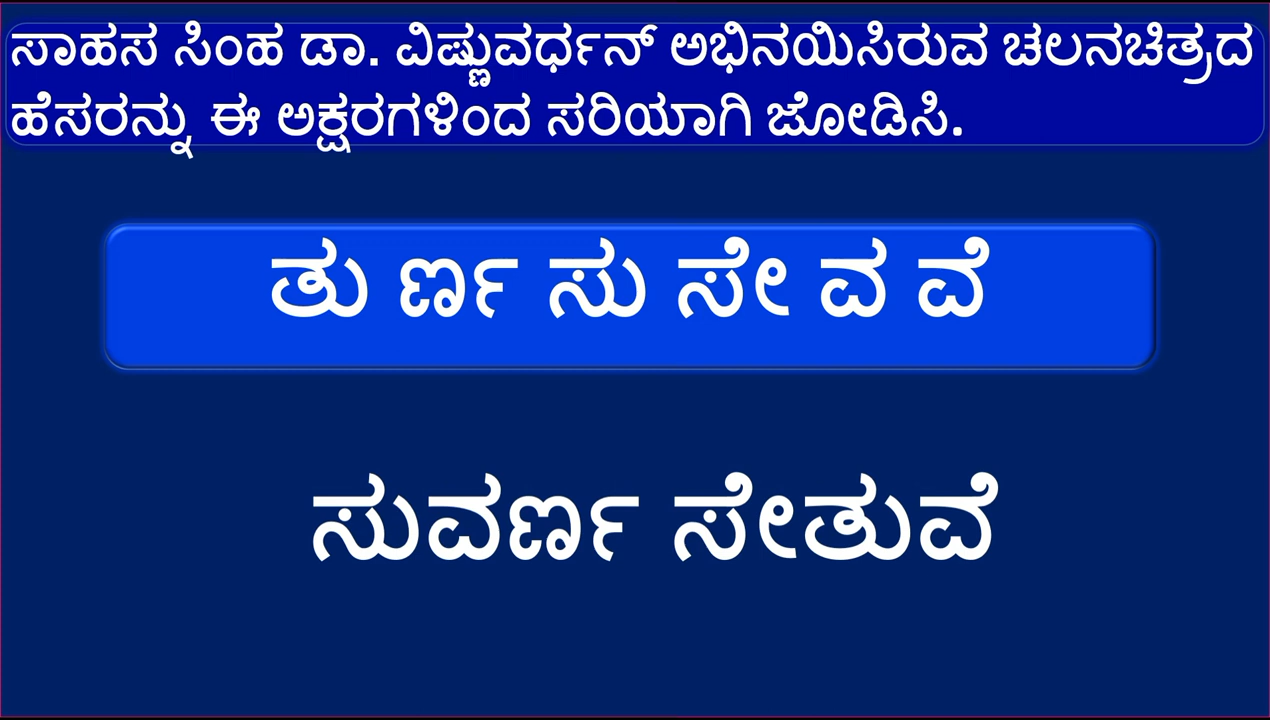 ಸಾಹಸ ಸಿಂಹ ಡಾ. ವಿಷ್ಣುವರ್ಧನ್ ಅಭಿನಯಿಸಿರುವ ಚಲನಚಿತ್ರದ
ಹೆಸರನ್ನು ಈ ಅಕ್ಷರಗಳಿಂದ ಸರಿಯಾಗಿ ಜೋಡಿಸಿ.
ತು ರ್ಣ ಸು ಸೇ ವ ವೆ
ಸುವರ್ಣ ಸೇತುವೆ